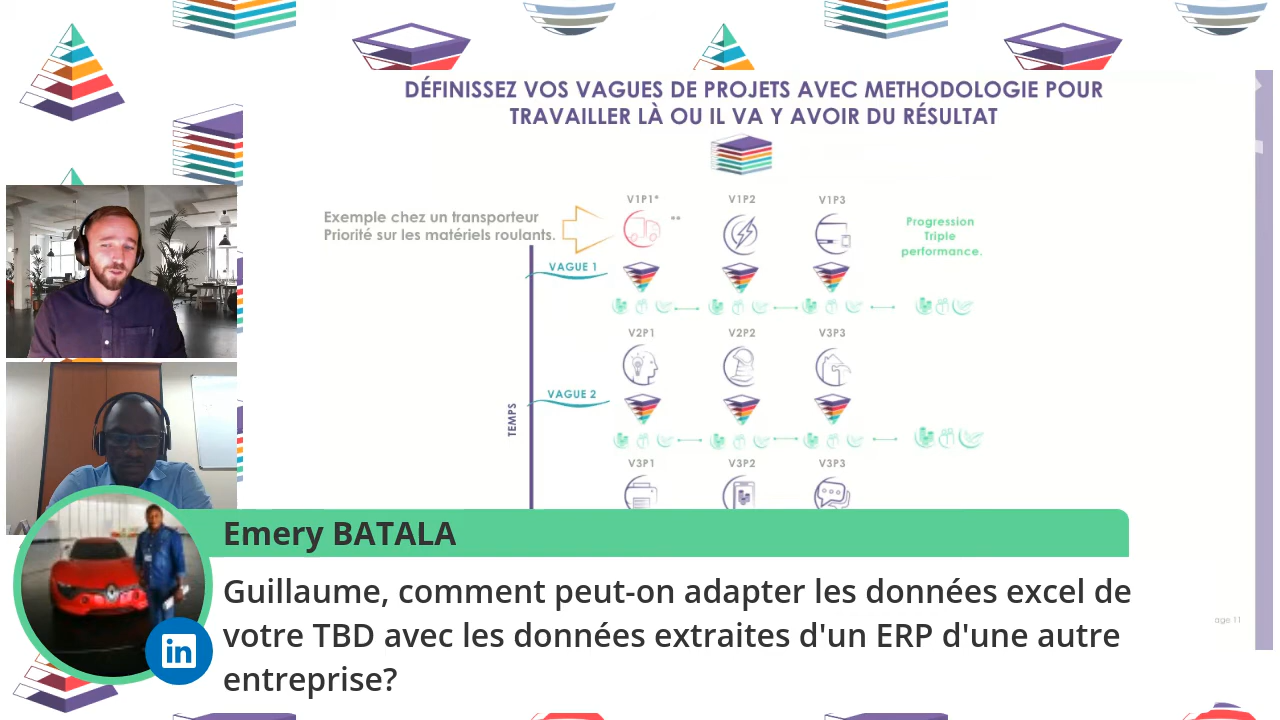 DÉFINISSEZ VOS VAGUES DE PROJETS AVEC METHODOLOGIE POUR
TRAVAILLER LÀ OU IL VA Y AVOIR DU RÉSULTAT
Exemple chez un transporteur
Priorité sur les matériels roulants.
V1P1*
**
V1P2
V1P3
Progression
Triple
performance.
VAGUE 1
V2P1
V2P2
V3P3
VAGUE 2
TEMPS
V3P1
V3P2
V3P3
age 11
Emery BATALA
Guillaume, comment peut-on adapter les données excel de
votre TBD avec les données extraites d'un ERP d'une autre
entreprise?
in